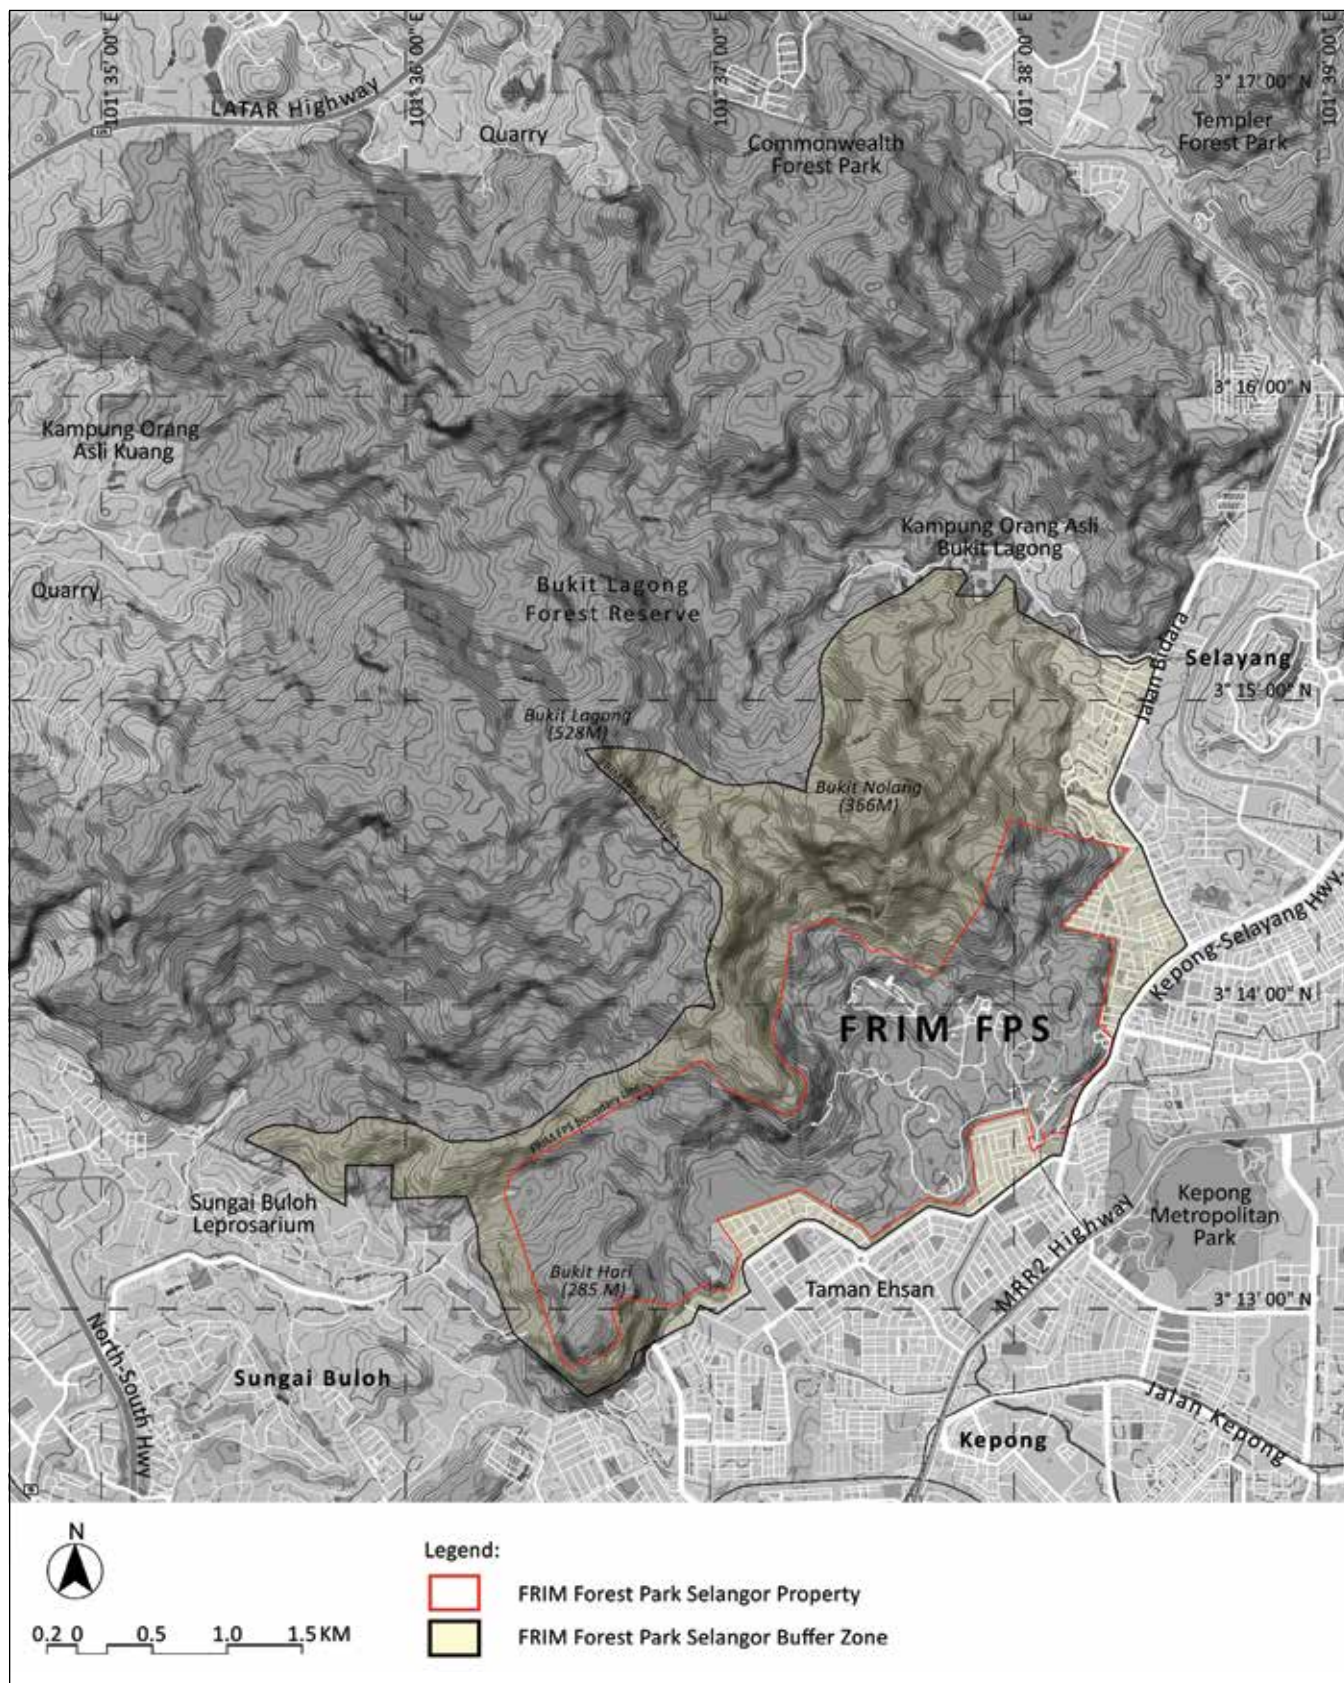 101° 35' 00" E
101° 36' 00" E
101° 37' 00" E
101° 38' 00" E
101° 39' 00" E
3° 17' 00" N
LATAR Highway
Quarry
Commonwealth
Forest Park
Templer
Forest Park
3° 16' 00" N
Kampung Orang
Asli Kuang
Kampung Orang Asli
Bukit Lagong
Quarry
Bukit Lagong
Forest Reserve
Jalan Bidara
Selayang
3° 15' 00" N
Bukit Lagong
(528M)
Bukit Nolang
(366M)
Kepong-Selayang Hwy.
3° 14' 00" N
FRIM FPS
FRIM FPS Boundary Line
Sungai Buloh
Leprosarium
Kepong
Metropolitan
Park
Bukit Hari
(285 M)
Taman Ehsan
MRR2 Highway
3° 13' 00" N
North-South Hwy
Sungai Buloh
Jalan Kepong
Kepong
N
0.2 0 0.5 1.0 1.5 KM
Legend:
FRIM Forest Park Selangor Property
FRIM Forest Park Selangor Buffer Zone